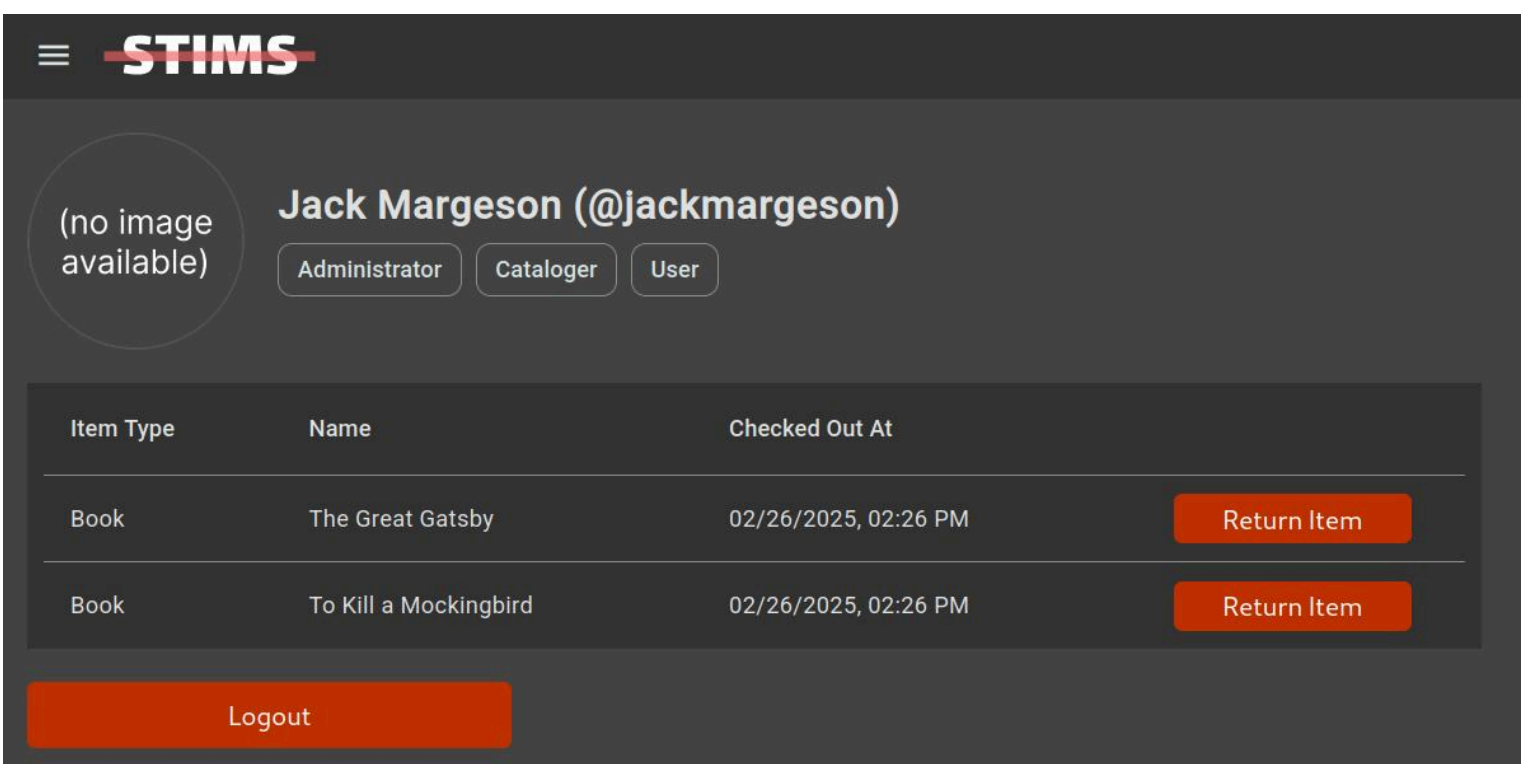 STIMS
(no image
available)
Jack Margeson (@jackmargeson)
Administrator Cataloger User
Item Type Name Checked Out At
Book The Great Gatsby 02/26/2025, 02:26 PM Return Item
Book To Kill a Mockingbird 02/26/2025, 02:26 PM Return Item
Logout